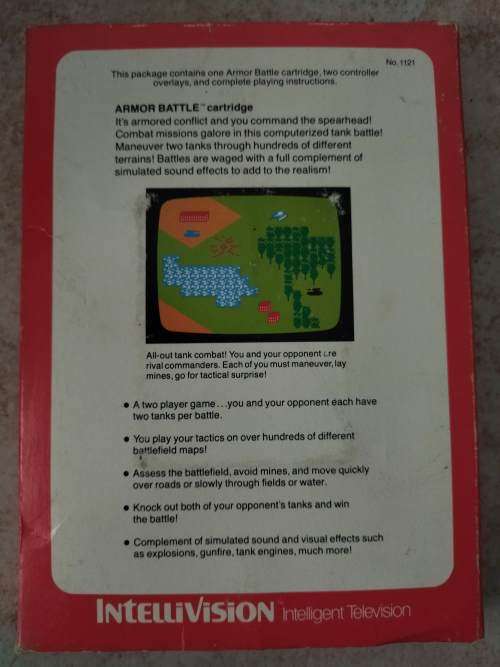 No. 1121
This package contains one Armor Battle cartridge, two controller
overlays, and complete playing instructions.
ARMOR BATTLE™ cartridge
It's armored conflict and you command the spearhead!
Combat missions galore in this computerized tank battle!
Maneuver two tanks through hundreds of different
terrains! Battles are waged with a full complement of
simulated sound effects to add to the realism!
All-out tank combat! You and your opponent are
rival commanders. Each of you must maneuver, lay
mines, go for tactical surprise!
• A two player game...you and your opponent each have
two tanks per battle.
• You play your tactics on over hundreds of different
battlefield maps!
• Assess the battlefield, avoid mines, and move quickly
over roads or slowly through fields or water.
• Knock out both of your opponent's tanks and win
the battle!
• Complement of simulated sound and visual effects such
as explosions, gunfire, tank engines, much more!
INTELLIVISION™ Intelligent Television